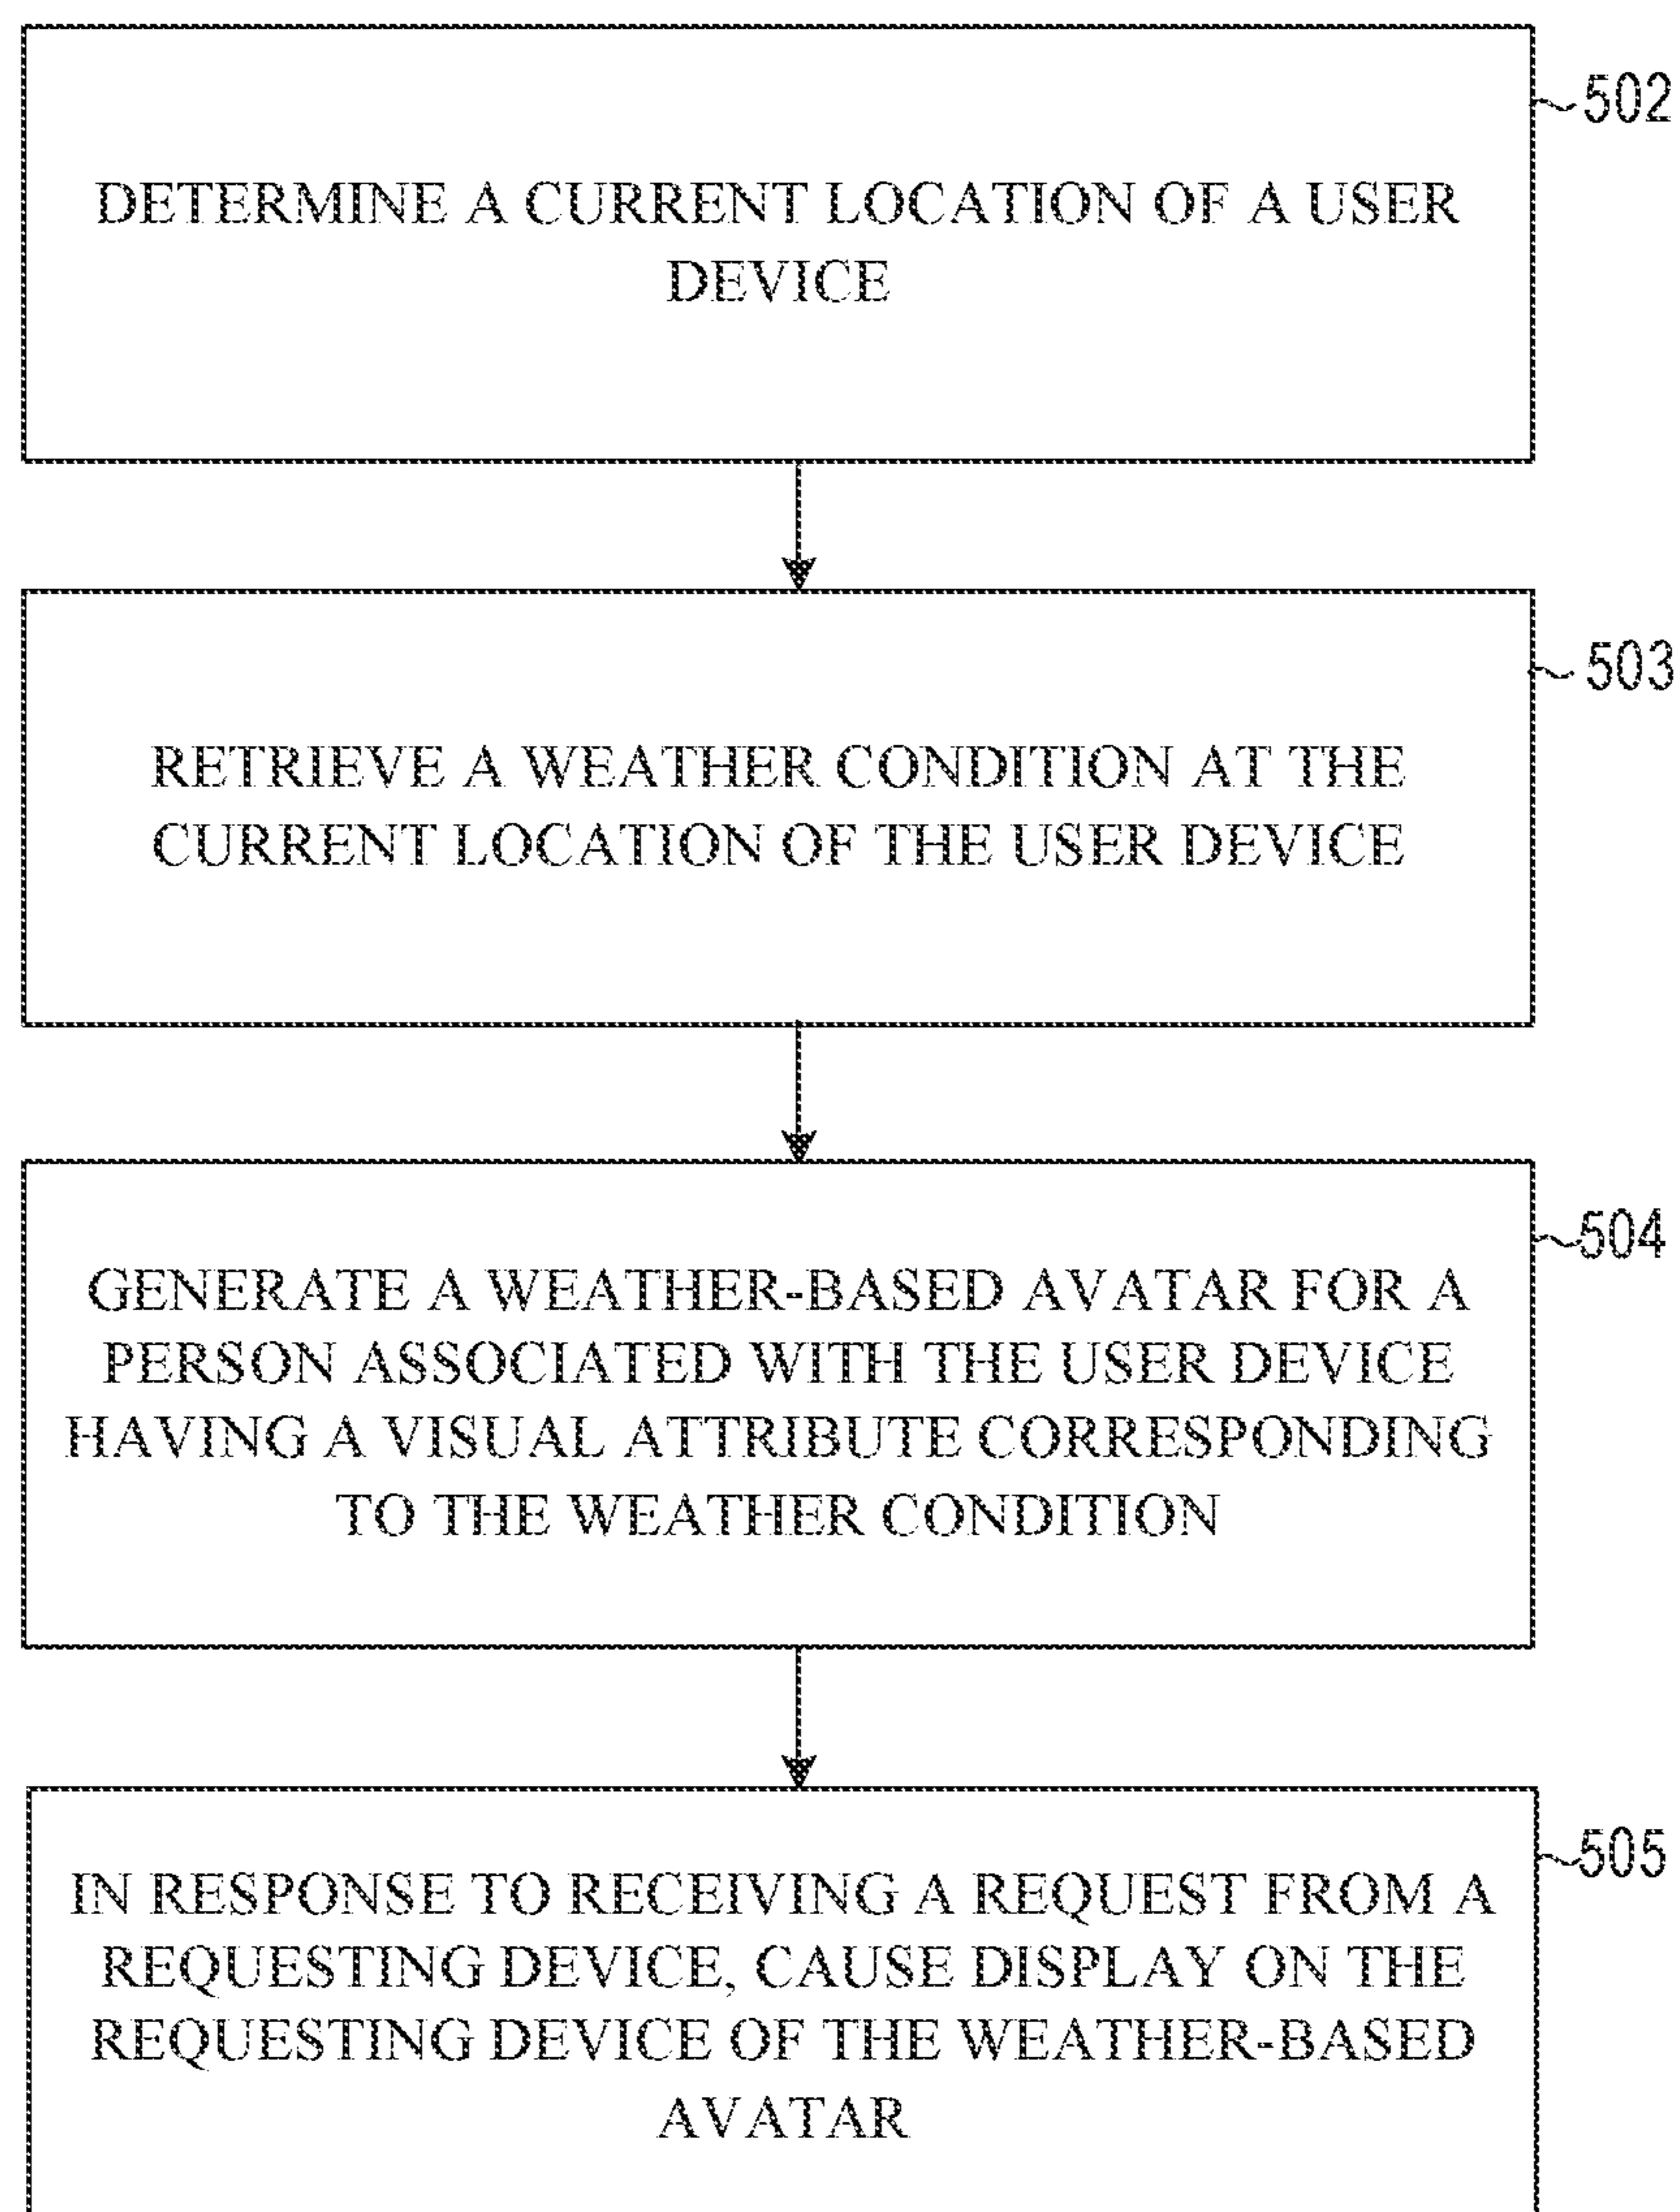 502
DETERMINE A CURRENT LOCATION OF A USER
DEVICE
503
RETRIEVE A WEATHER CONDITION AT THE
CURRENT LOCATION OF THE USER DEVICE
504
GENERATE A WEATHER-BASED AVATAR FOR A
PERSON ASSOCIATED WITH THE USER DEVICE
HAVING A VISUAL ATTRIBUTE CORRESPONDING
TO THE WEATHER CONDITION
505
IN RESPONSE TO RECEIVING A REQUEST FROM A
REQUESTING DEVICE, CAUSE DISPLAY ON THE
REQUESTING DEVICE OF THE WEATHER-BASED
AVATAR